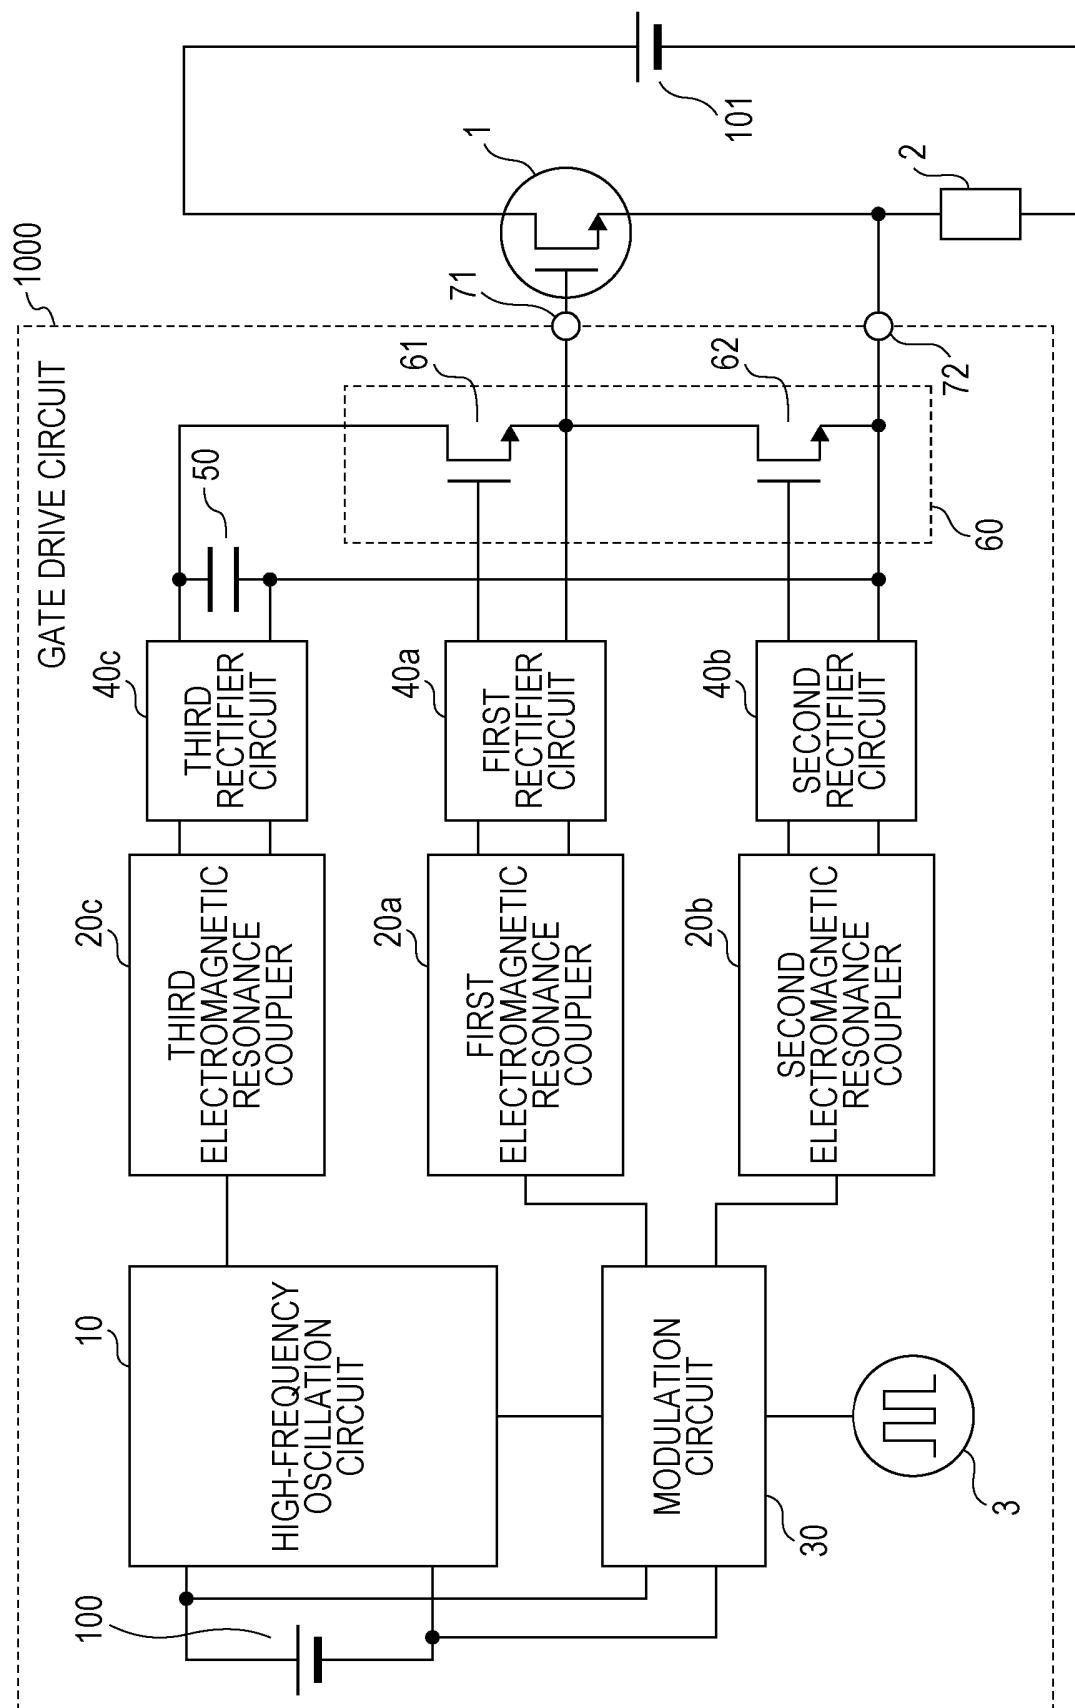 1000
GATE DRIVE CIRCUIT
100
10
HIGH-FREQUENCY
OSCILLATION
CIRCUIT
20c
THIRD
ELECTROMAGNETIC
RESONANCE
COUPLER
40c
THIRD
RECTIFIER
CIRCUIT
50
20a
FIRST
ELECTROMAGNETIC
RESONANCE
COUPLER
40a
FIRST
RECTIFIER
CIRCUIT
61
71
1
101
MODULATION
CIRCUIT
30
20b
SECOND
ELECTROMAGNETIC
RESONANCE
COUPLER
40b
SECOND
RECTIFIER
CIRCUIT
62
60
72
2
3